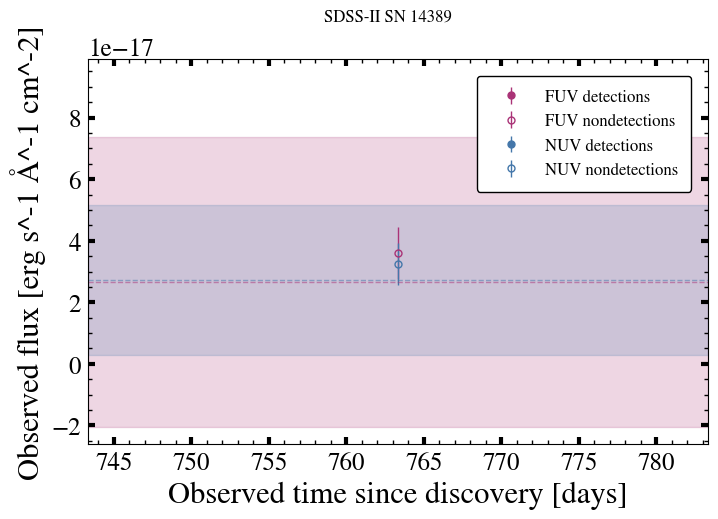 SDSS-II SN 14389
1e−17
Observed flux [erg s^-1 Å^-1 cm^-2]
8
6
4
2
0
−2
FUV detections
FUV nondetections
NUV detections
NUV nondetections
745 750 755 760 765 770 775 780
Observed time since discovery [days]